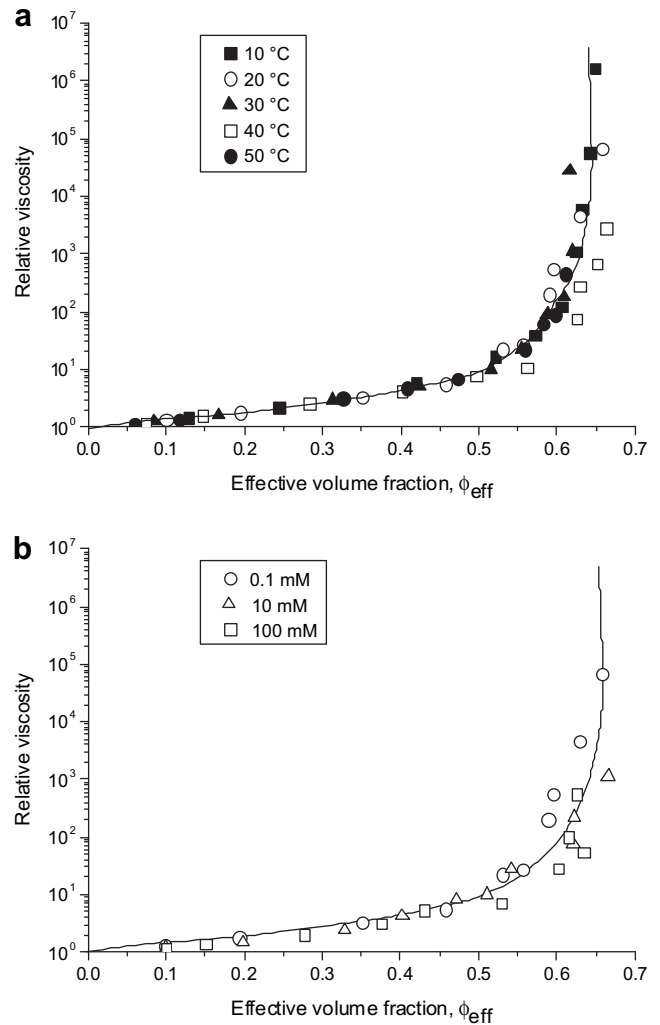 a
10⁷
10⁶
10⁵
10⁴
10³
10²
10¹
10⁰
Relative viscosity
10 °C
20 °C
30 °C
40 °C
50 °C
0.0 0.1 0.2 0.3 0.4 0.5 0.6 0.7
Effective volume fraction, ϕeff
b
10⁷
10⁶
10⁵
10⁴
10³
10²
10¹
10⁰
Relative viscosity
0.1 mM
10 mM
100 mM
0.0 0.1 0.2 0.3 0.4 0.5 0.6 0.7
Effective volume fraction, ϕeff